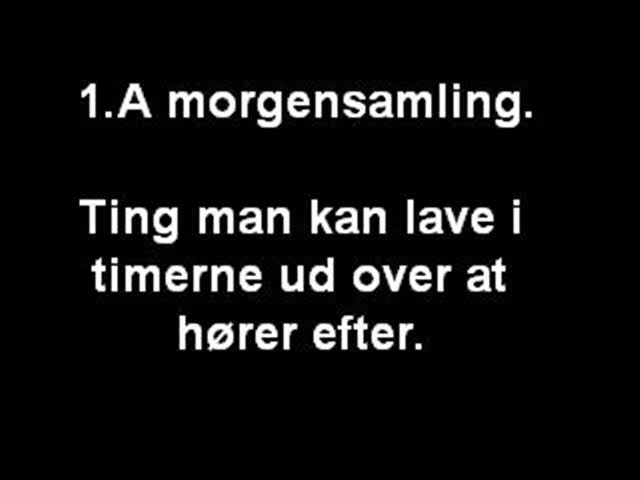 1.A morgensamling.
Ting man kan lave i
timerne ud over at
hører efter.